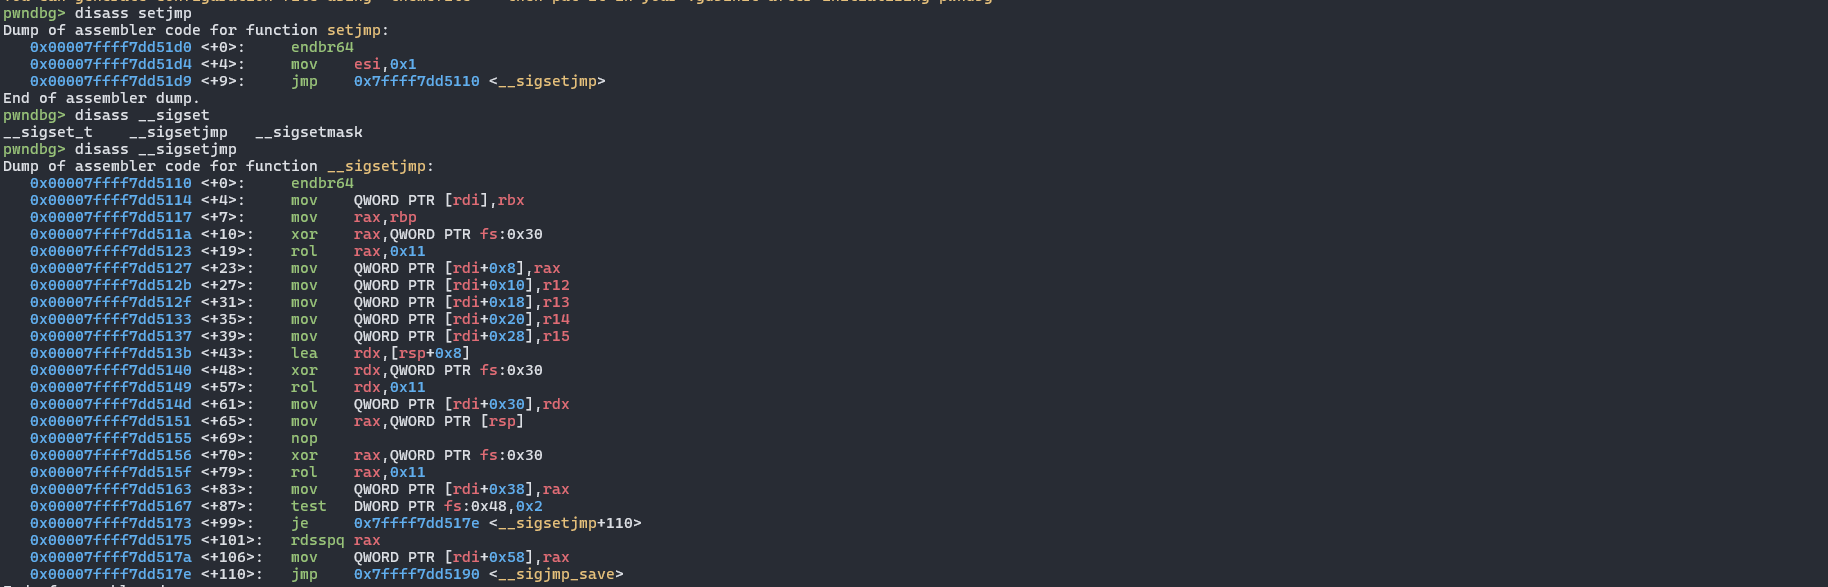 pwndbg> disass setjmp
Dump of assembler code for function setjmp:
   0x00007ffff7dd51d0 <+0>:     endbr64
   0x00007ffff7dd51d4 <+4>:     mov    esi,0x1
   0x00007ffff7dd51d9 <+9>:     jmp    0x7ffff7dd5110 <__sigsetjmp>
End of assembler dump.
pwndbg> disass __sigset
__sigset_t    __sigsetjmp   __sigsetmask
pwndbg> disass __sigsetjmp
Dump of assembler code for function __sigsetjmp:
   0x00007ffff7dd5110 <+0>:     endbr64
   0x00007ffff7dd5114 <+4>:     mov    QWORD PTR [rdi],rbx
   0x00007ffff7dd5117 <+7>:     mov    rax,rbp
   0x00007ffff7dd511a <+10>:    xor    rax,QWORD PTR fs:0x30
   0x00007ffff7dd5123 <+19>:    rol    rax,0x11
   0x00007ffff7dd5127 <+23>:    mov    QWORD PTR [rdi+0x8],rax
   0x00007ffff7dd512b <+27>:    mov    QWORD PTR [rdi+0x10],r12
   0x00007ffff7dd512f <+31>:    mov    QWORD PTR [rdi+0x18],r13
   0x00007ffff7dd5133 <+35>:    mov    QWORD PTR [rdi+0x20],r14
   0x00007ffff7dd5137 <+39>:    mov    QWORD PTR [rdi+0x28],r15
   0x00007ffff7dd513b <+43>:    lea    rdx,[rsp+0x8]
   0x00007ffff7dd5140 <+48>:    xor    rdx,QWORD PTR fs:0x30
   0x00007ffff7dd5149 <+57>:    rol    rdx,0x11
   0x00007ffff7dd514d <+61>:    mov    QWORD PTR [rdi+0x30],rdx
   0x00007ffff7dd5151 <+65>:    mov    rax,QWORD PTR [rsp]
   0x00007ffff7dd5155 <+69>:    nop
   0x00007ffff7dd5156 <+70>:    xor    rax,QWORD PTR fs:0x30
   0x00007ffff7dd515f <+79>:    rol    rax,0x11
   0x00007ffff7dd5163 <+83>:    mov    QWORD PTR [rdi+0x38],rax
   0x00007ffff7dd5167 <+87>:    test   DWORD PTR fs:0x48,0x2
   0x00007ffff7dd5173 <+99>:    je     0x7ffff7dd517e <__sigsetjmp+110>
   0x00007ffff7dd5175 <+101>:   rdsspq rax
   0x00007ffff7dd517a <+106>:   mov    QWORD PTR [rdi+0x58],rax
   0x00007ffff7dd517e <+110>:   jmp    0x7ffff7dd5190 <__sigjmp_save>